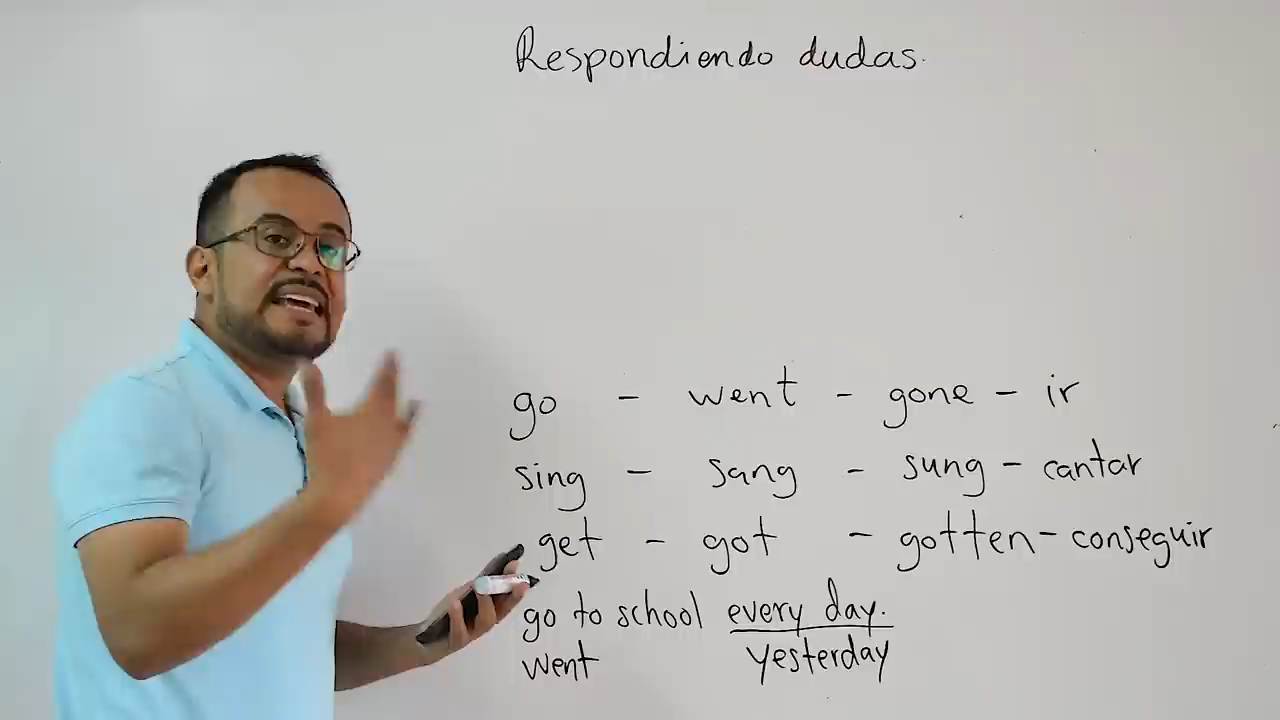 Respondiendo dudas.
go - went - gone - ir
sing - sang - sung - cantar
get - got - gotten - conseguir
go to school every day.
went yesterday